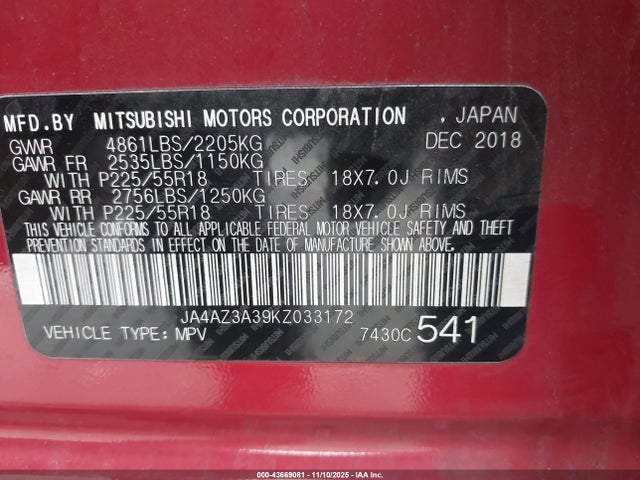 MFD.BY MITSUBISHI MOTORS CORPORATION , JAPAN
GVWR 4861LBS/2205KG DEC 2018
GAWR FR 2535LBS/1150KG
WITH P225/55R18 TIRES 18X7.0J RIMS
GAWR RR 2756LBS/1250KG
WITH P225/55R18 TIRES 18X7.0J RIMS
THIS VEHICLE CONFORMS TO ALL APPLICABLE FEDERAL MOTOR VEHICLE SAFETY AND THEFT
PREVENTION STANDARDS IN EFFECT ON THE DATE OF MANUFACTURE SHOWN ABOVE.
JA4AZ3A39KZ033172
VEHICLE TYPE: MPV 7430C 541
000-43669081 - 11/10/2025 - IAA Inc.